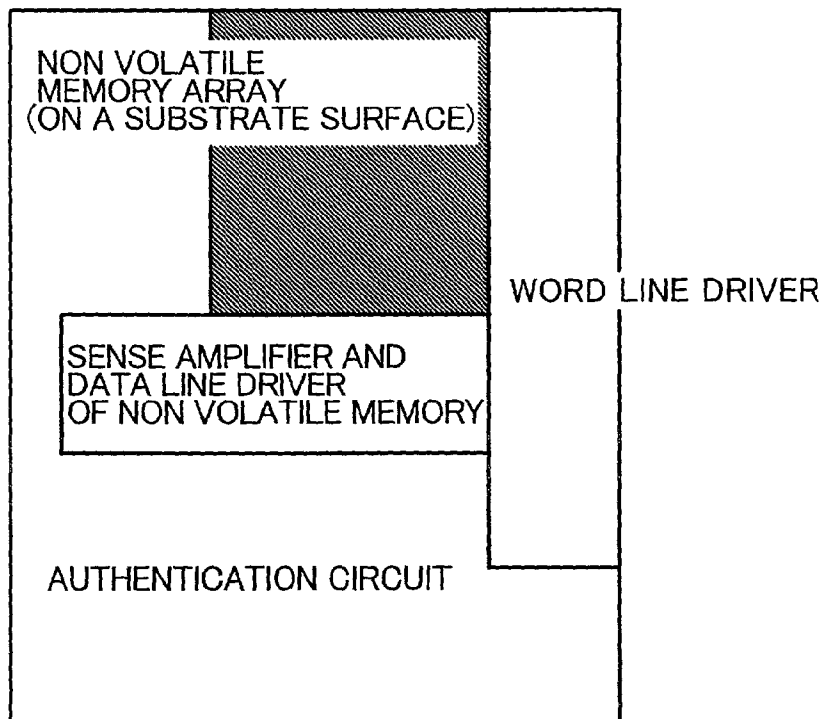 NON VOLATILE
MEMORY ARRAY
(ON A SUBSTRATE SURFACE)
WORD LINE DRIVER
SENSE AMPLIFIER AND
DATA LINE DRIVER
OF NON VOLATILE MEMORY
AUTHENTICATION CIRCUIT